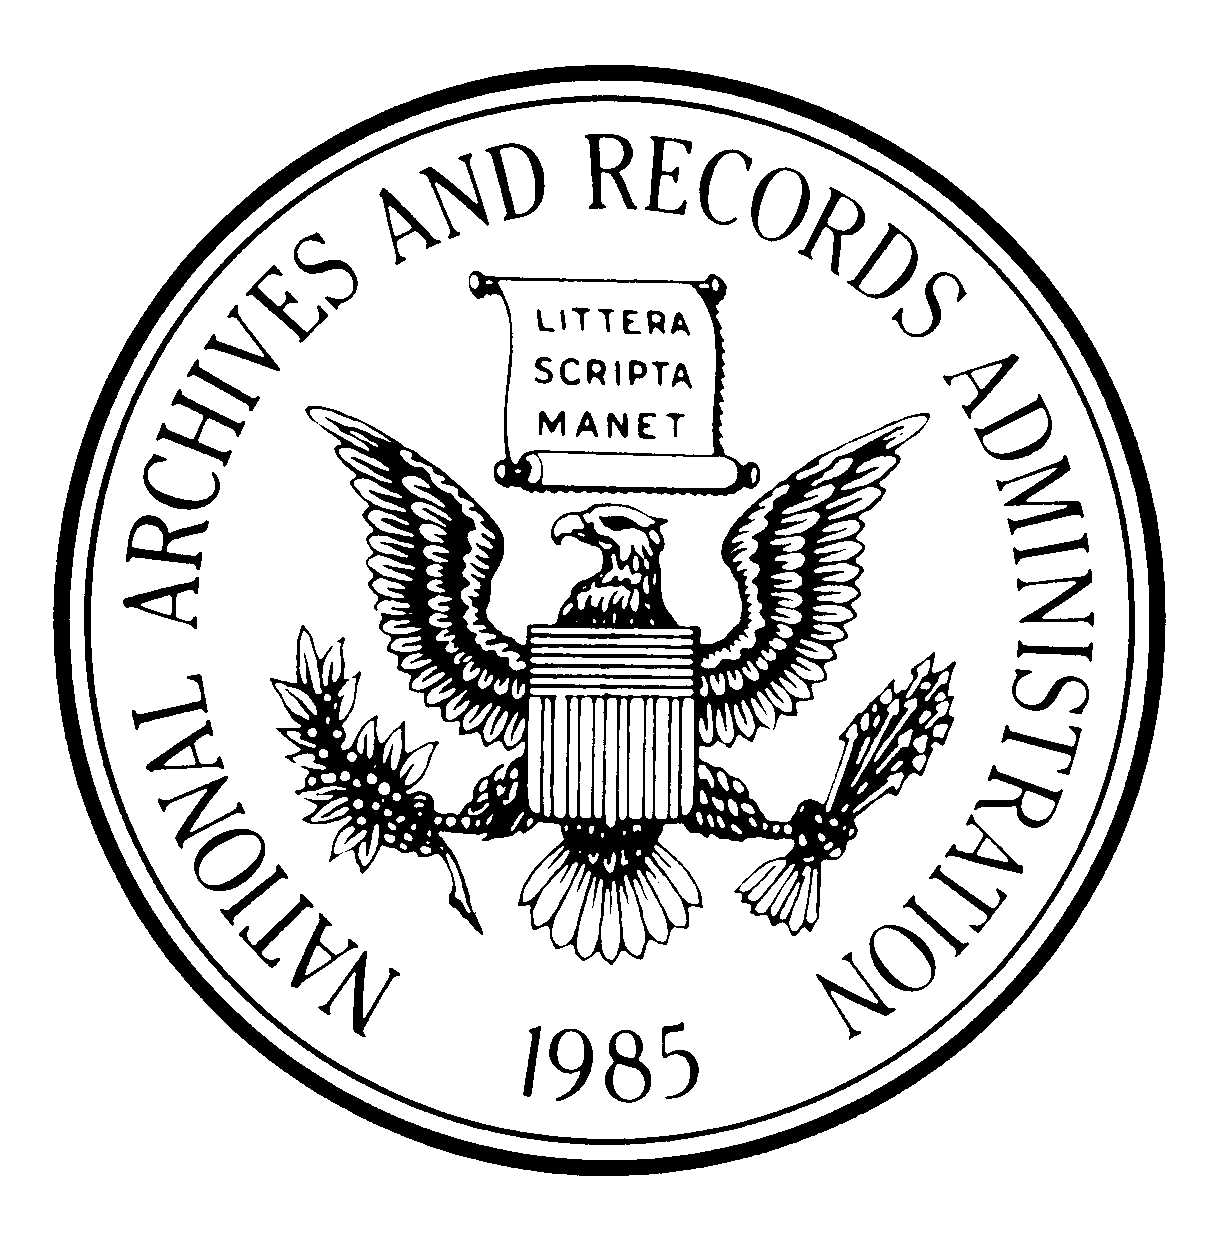 NATIONAL ARCHIVES AND RECORDS ADMINISTRATION
LITTERA
SCRIPTA
MANET
1985